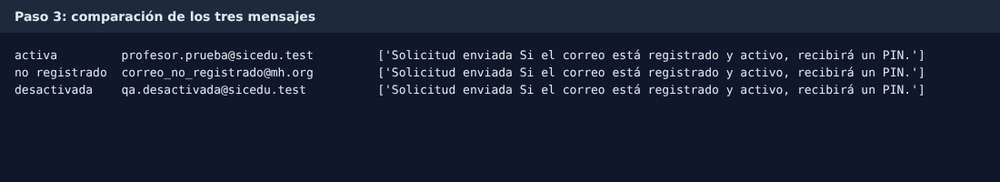 Paso 3: comparación de los tres mensajes
activa profesor.prueba@sicedu.test ['Solicitud enviada Si el correo está registrado y activo, recibirá un PIN.']
no registrado correo_no_registrado@mh.org ['Solicitud enviada Si el correo está registrado y activo, recibirá un PIN.']
desactivada qa.desactivada@sicedu.test ['Solicitud enviada Si el correo está registrado y activo, recibirá un PIN.']